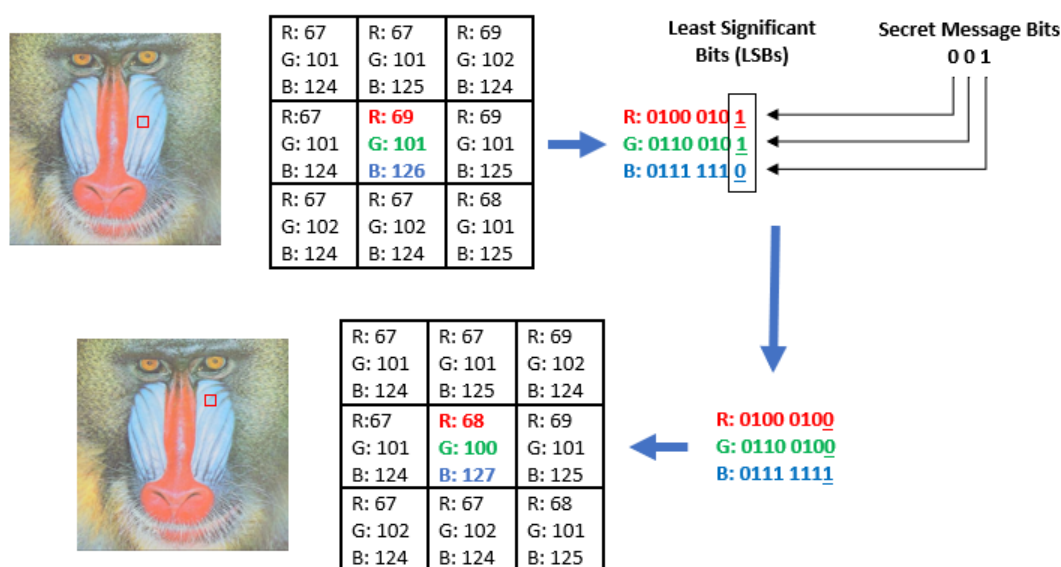 R: 67 R: 67 R: 69
G: 101 G: 101 G: 102
B: 124 B: 125 B: 124
R:67 R: 69 R: 69
G: 101 G: 101 G: 101
B: 124 B: 126 B: 125
R: 67 R: 67 R: 68
G: 102 G: 102 G: 101
B: 124 B: 124 B: 125
Least Significant
Bits (LSBs)
Secret Message Bits
0 0 1
R: 0100 010 1
G: 0110 010 1
B: 0111 111 0
R: 0100 0100
G: 0110 0100
B: 0111 1111
R: 67 R: 67 R: 69
G: 101 G: 101 G: 102
B: 124 B: 125 B: 124
R:67 R: 68 R: 69
G: 101 G: 100 G: 101
B: 124 B: 127 B: 125
R: 67 R: 67 R: 68
G: 102 G: 102 G: 101
B: 124 B: 124 B: 125